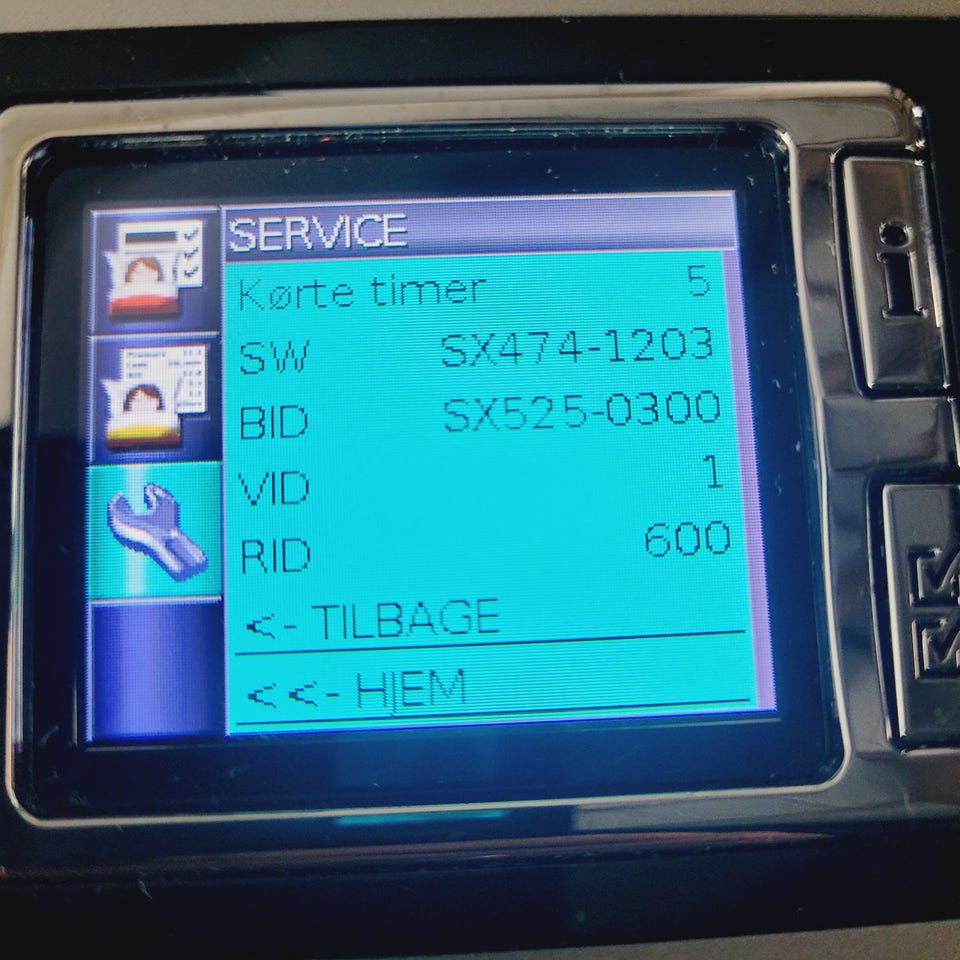 SERVICE
Kørte timer 5
SW SX474-1203
BID SX525-0300
VID 1
RID 600
<- TILBAGE
<<- HJEM
i